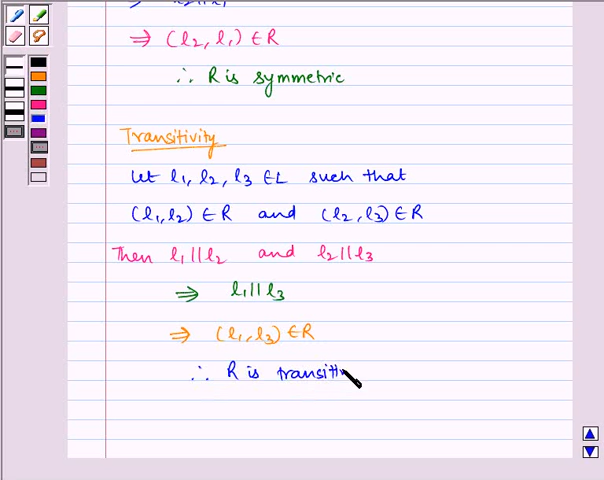 ⇒ (l₂, l₁) ∈ R
∴ R is symmetric
Transitivity
Let l₁, l₂, l₃ ∈ L such that
(l₁, l₂) ∈ R and (l₂, l₃) ∈ R
Then l₁ || l₂ and l₂ || l₃
⇒ l₁ || l₃
⇒ (l₁, l₃) ∈ R
∴ R is transiti